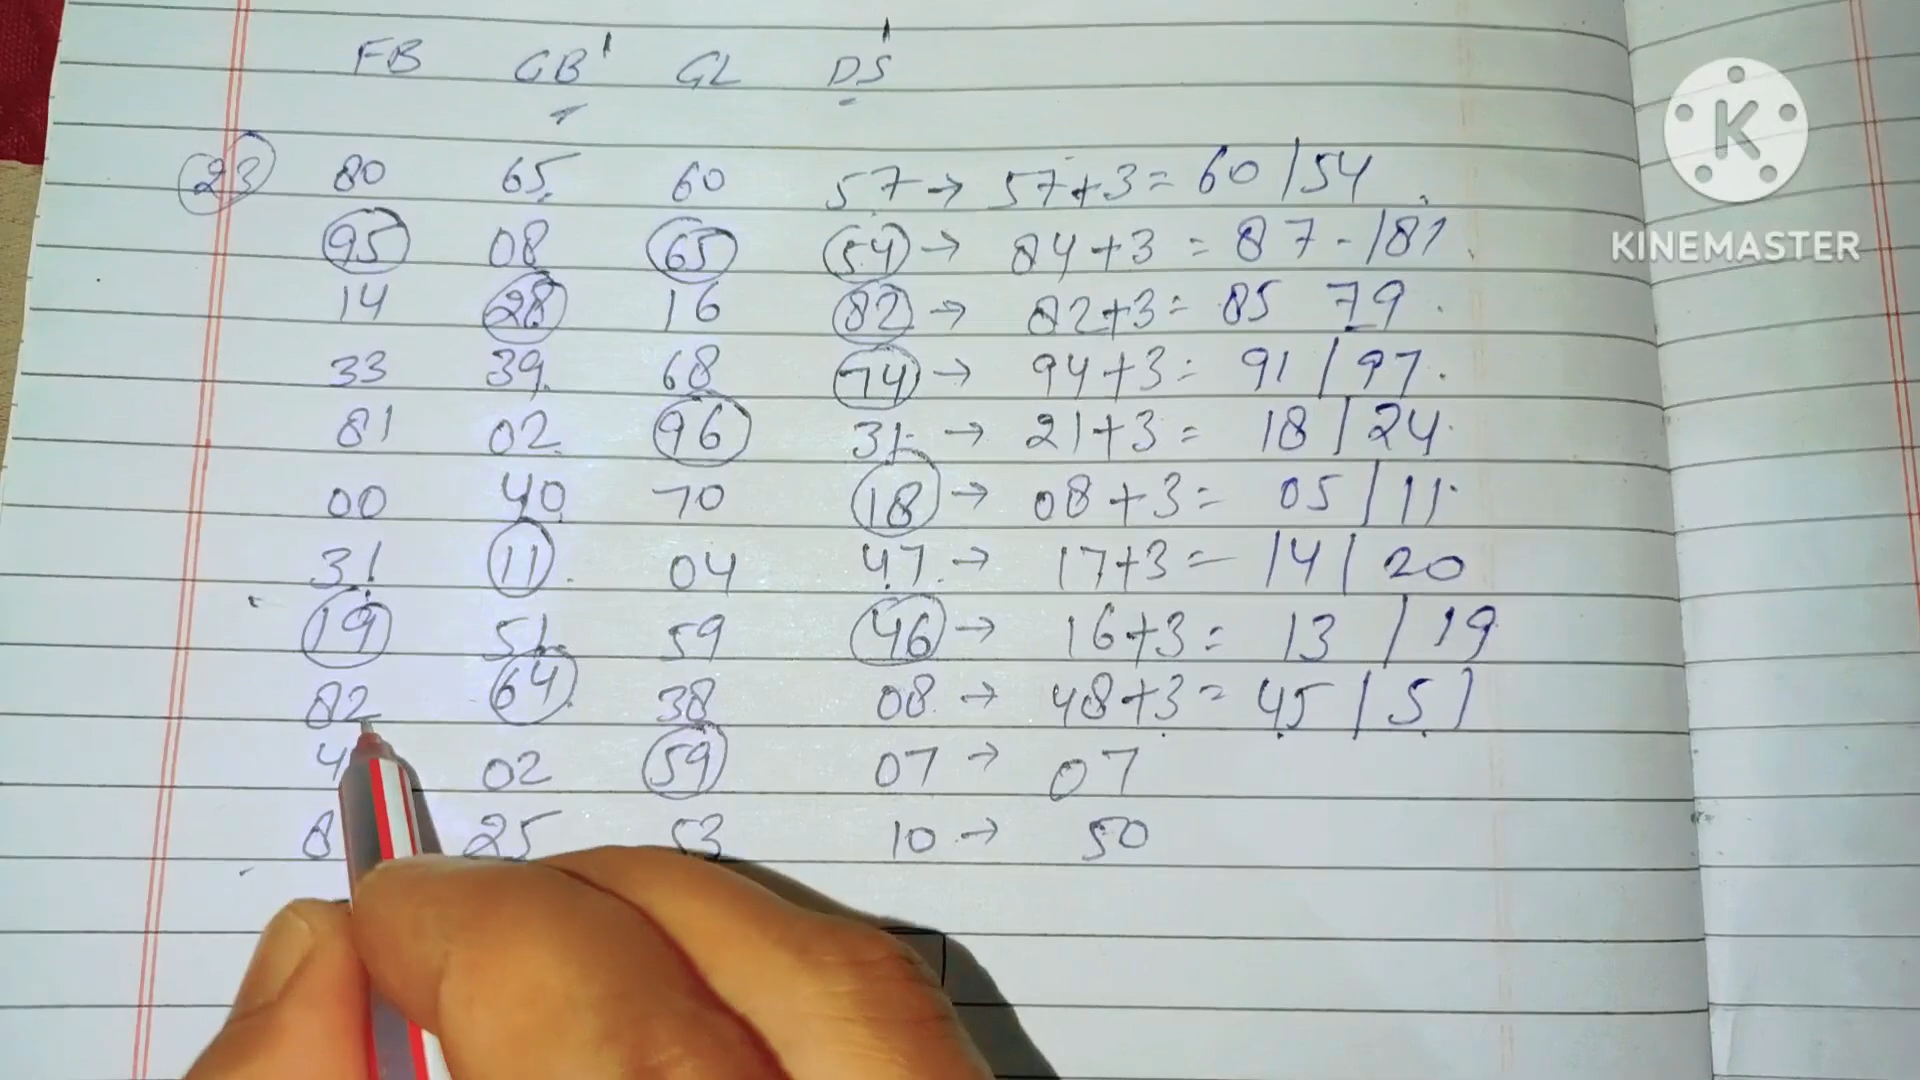 FB GB GL DS
23 80 65 60 57 → 57+3= 60 / 54
95 08 65 54 → 84+3 = 87 - / 81
14 28 16 82 → 82+3= 85 79
33 39 68 74 → 94+3= 91 / 97
81 02 96 31 → 21+3= 18 / 24
00 40 70 18 → 08+3= 05 / 11
31 11 04 47 → 17+3= 14 / 20
19 51 59 46 → 16+3= 13 / 19
82 64 38 08 → 48+3= 45 / 51
02 59 07 → 07
25 53 10 → 50
K
KINEMASTER